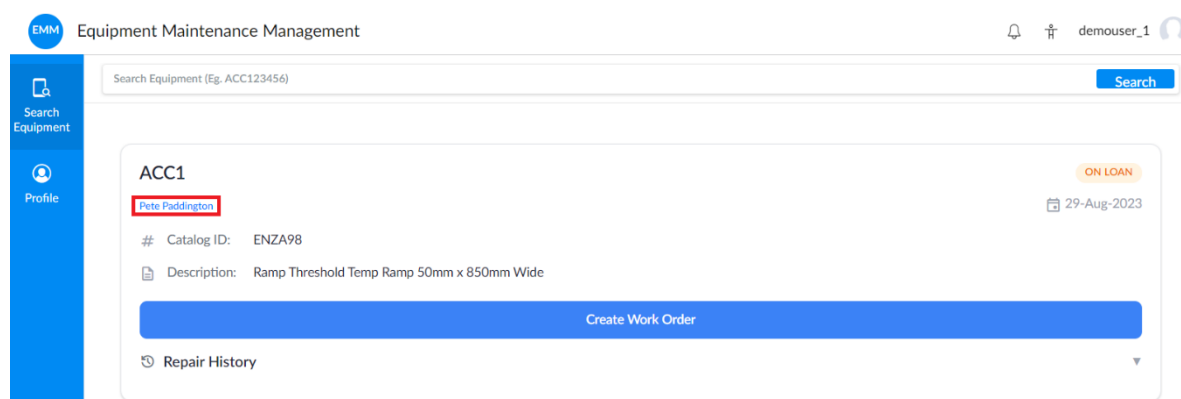 EMM Equipment Maintenance Management demouser_1
Search Equipment (Eg. ACC123456) Search
Search
Equipment
Profile
ACC1 ON LOAN
Pete Paddington 29-Aug-2023
# Catalog ID: ENZA98
Description: Ramp Threshold Temp Ramp 50mm x 850mm Wide
Create Work Order
Repair History